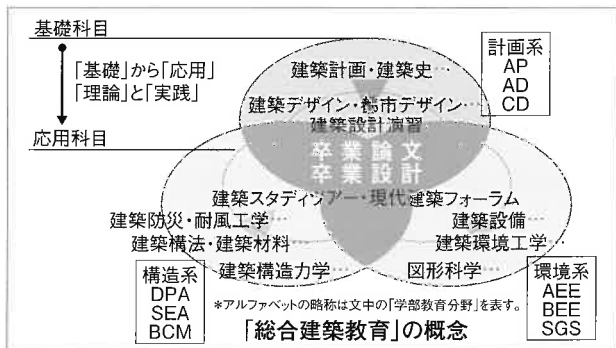 基礎科目
「基礎」から「応用」
「理論」と「実践」
応用科目
計画系
AP
AD
CD
建築計画・建築史…
建築デザイン・都市デザイン…
建築設計演習
卒業論文
卒業設計
建築スタディツアー・現代建築フォーラム
建築防災・耐風工学…
建築設備…
建築構法・建築材料…
建築環境工学…
建築構造力学…
図形科学…
構造系
DPA
SEA
BCM
環境系
AEE
BEE
SGS
*アルファベットの略称は文中の「学部教育分野」を表す。
「総合建築教育」の概念